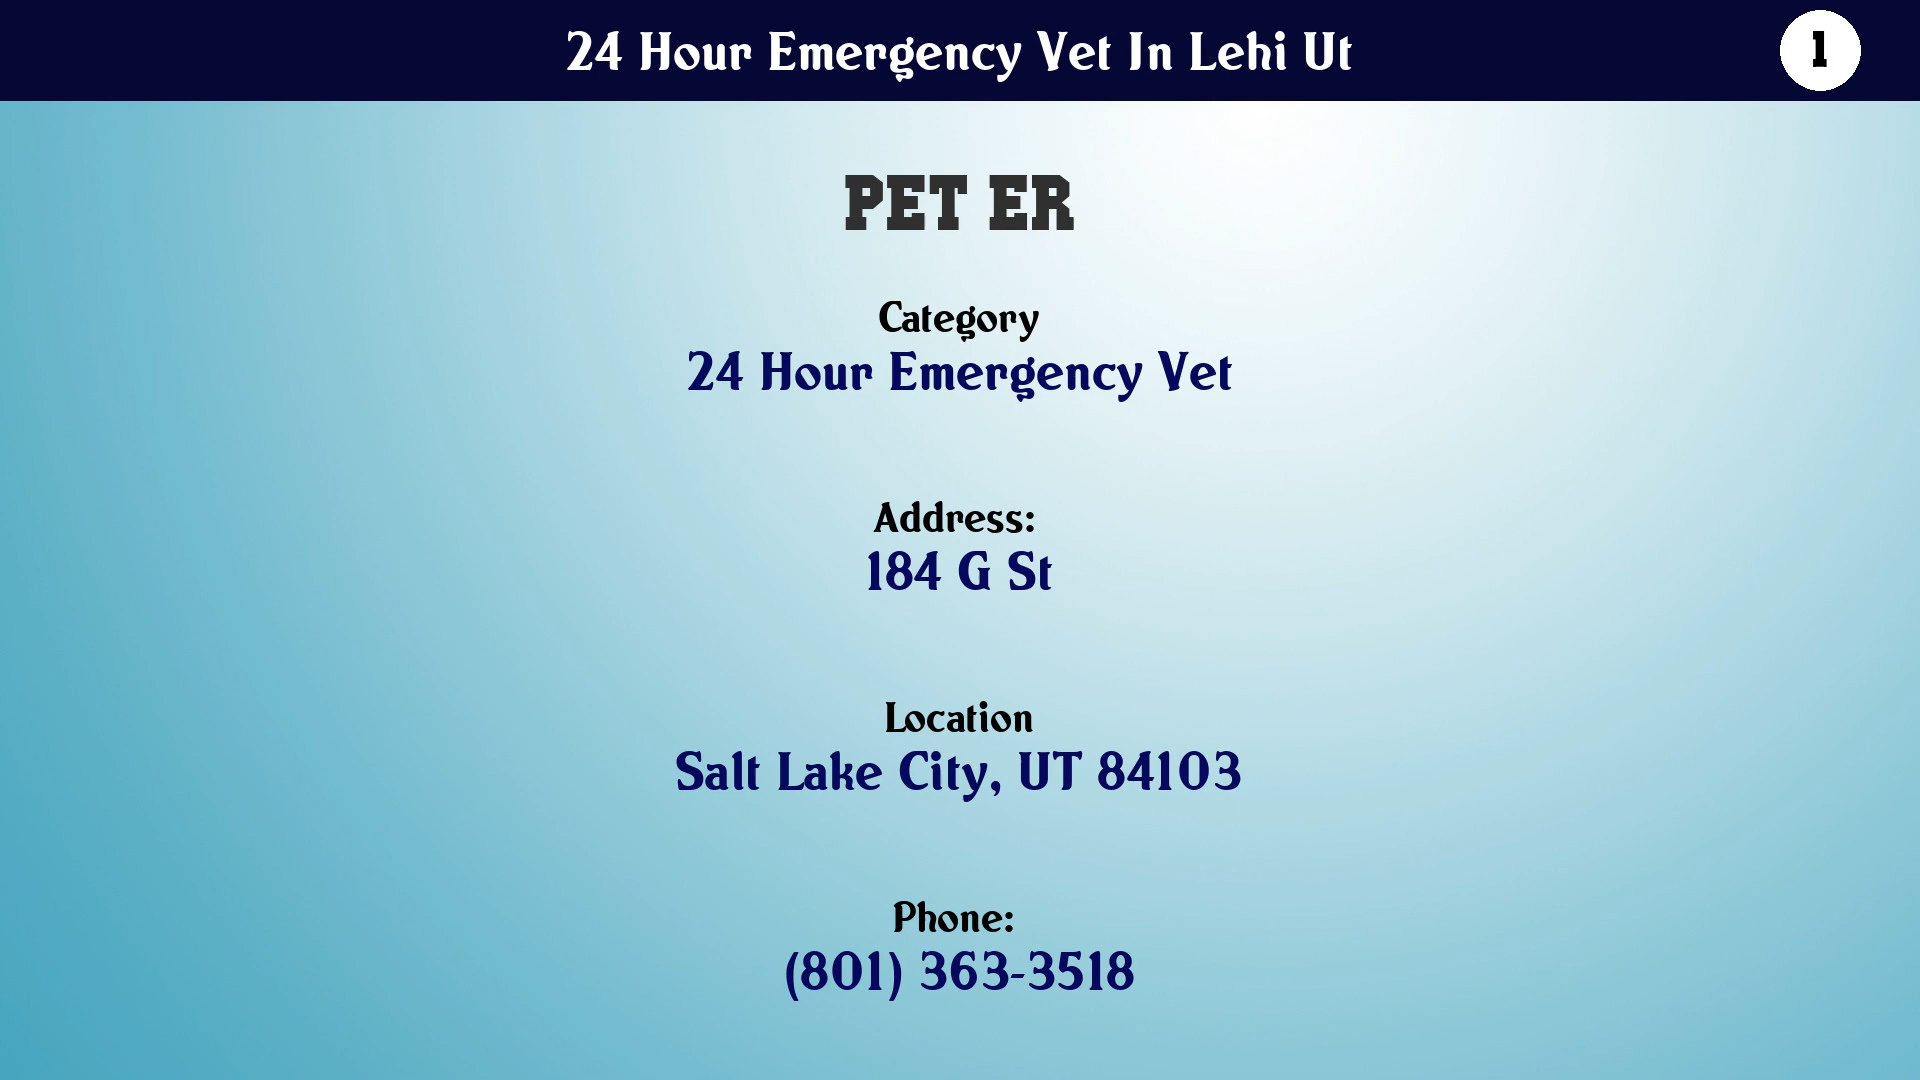 24 Hour Emergency Vet In Lehi Ut
1
PET ER
Category
24 Hour Emergency Vet
Address:
184 G St
Location
Salt Lake City, UT 84103
Phone:
(801) 363-3518